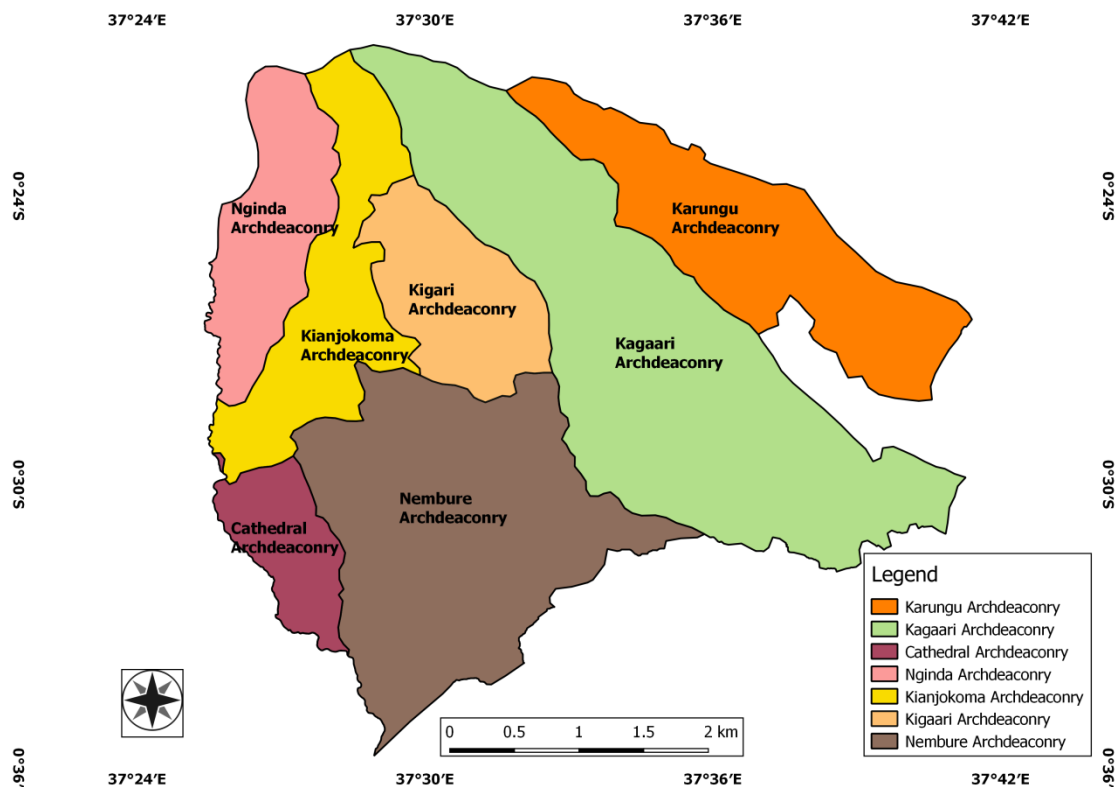 37°24′E 37°30′E 37°36′E 37°42′E
0°24′S
0°24′S
Nginda
Archdeaconry
Karungu
Archdeaconry
Kigari
Archdeaconry
Kianjokoma
Archdeaconry
Kagaari
Archdeaconry
0°30′S
0°30′S
Nembure
Archdeaconry
Cathedral
Archdeaconry
Legend
Karungu Archdeaconry
Kagaari Archdeaconry
Cathedral Archdeaconry
Nginda Archdeaconry
Kianjokoma Archdeaconry
Kigaari Archdeaconry
Nembure Archdeaconry
0 0.5 1 1.5 2 km
0°36′
0°36′
37°24′E 37°30′E 37°36′E 37°42′E